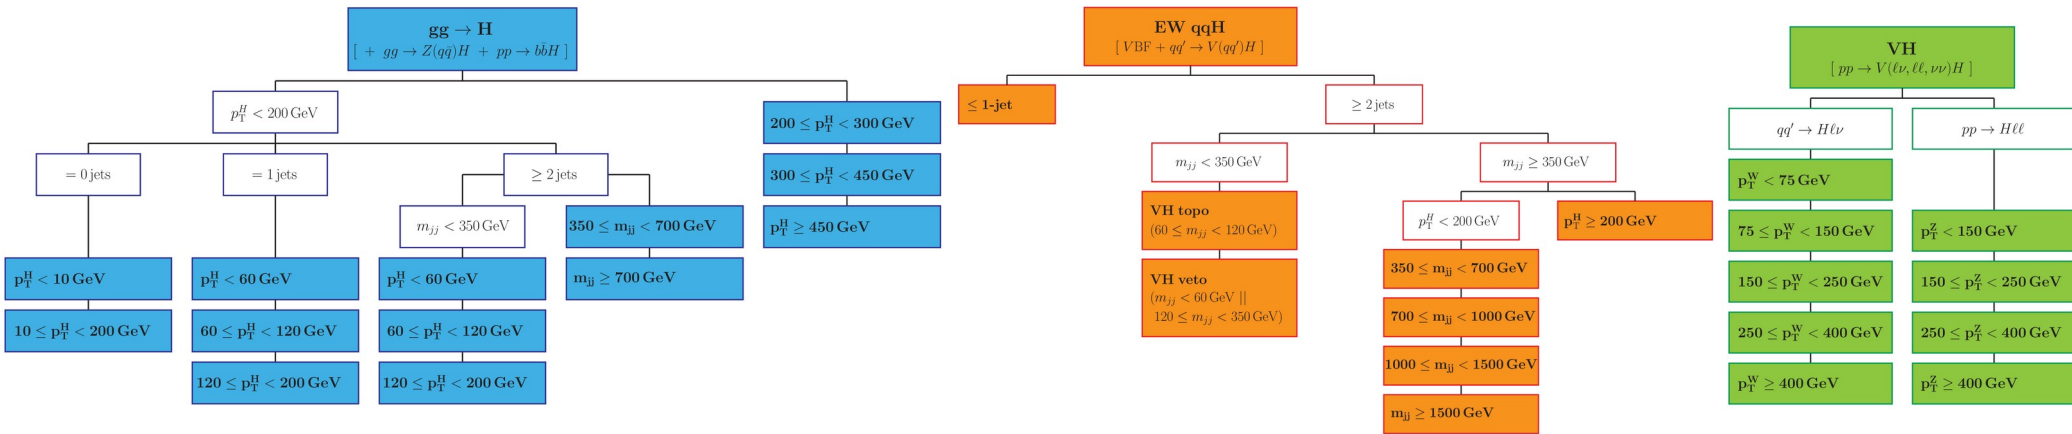 gg → H
[ + gg → Z(qq̄)H + pp → bb̄H ]
p_T^H < 200 GeV
= 0 jets
p_T^H < 10 GeV
10 ≤ p_T^H < 200 GeV
= 1 jets
p_T^H < 60 GeV
60 ≤ p_T^H < 120 GeV
120 ≤ p_T^H < 200 GeV
≥ 2 jets
m_jj < 350 GeV
p_T^H < 60 GeV
60 ≤ p_T^H < 120 GeV
120 ≤ p_T^H < 200 GeV
350 ≤ m_jj < 700 GeV
m_jj ≥ 700 GeV
200 ≤ p_T^H < 300 GeV
300 ≤ p_T^H < 450 GeV
p_T^H ≥ 450 GeV
EW qqH
[ VBF + qq′ → V(qq′)H ]
≤ 1-jet
≥ 2 jets
m_jj < 350 GeV
VH topo
(60 ≤ m_jj < 120 GeV)
VH veto
(m_jj < 60 GeV ||
120 ≤ m_jj < 350 GeV)
m_jj ≥ 350 GeV
p_T^H < 200 GeV
350 ≤ m_jj < 700 GeV
700 ≤ m_jj < 1000 GeV
1000 ≤ m_jj < 1500 GeV
m_jj ≥ 1500 GeV
p_T^H ≥ 200 GeV
VH
[ pp → V(ℓν, ℓℓ, νν)H ]
qq′ → Hℓν
p_T^W < 75 GeV
75 ≤ p_T^W < 150 GeV
150 ≤ p_T^W < 250 GeV
250 ≤ p_T^W < 400 GeV
p_T^W ≥ 400 GeV
pp → Hℓℓ
p_T^Z < 150 GeV
150 ≤ p_T^Z < 250 GeV
250 ≤ p_T^Z < 400 GeV
p_T^Z ≥ 400 GeV